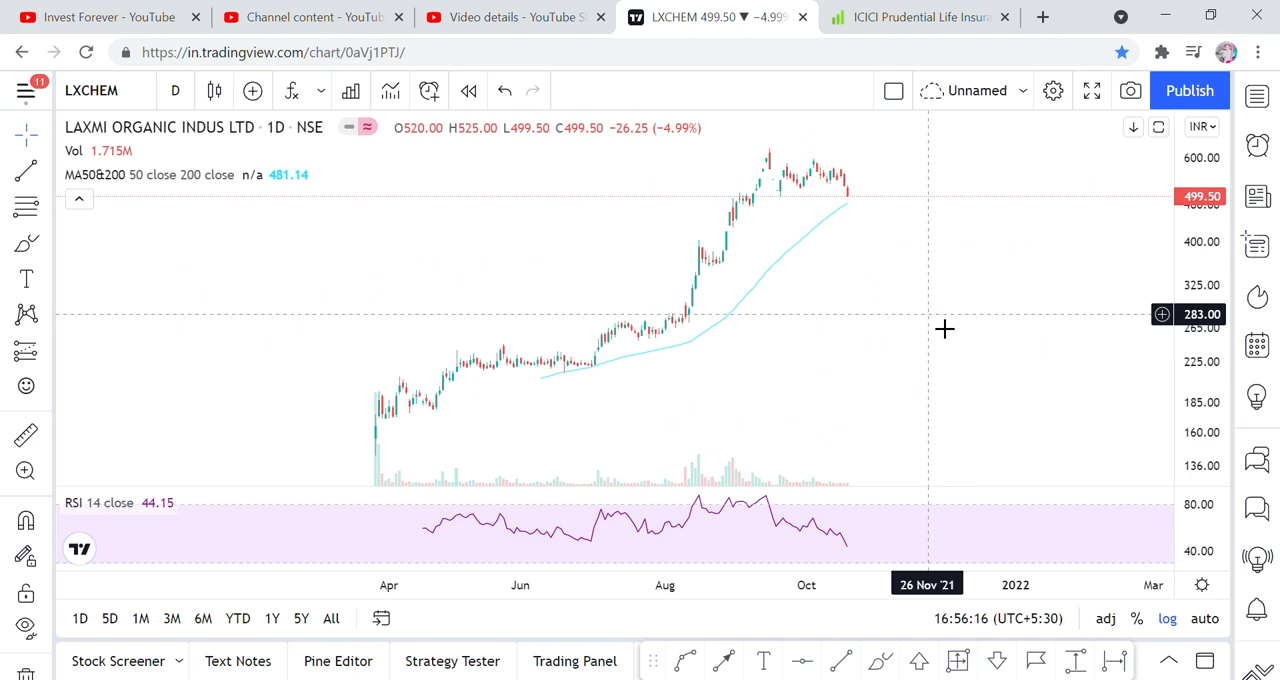 Invest Forever - YouTube
Channel content - YouTub
Video details - YouTube S
LXCHEM 499.50 ▼ −4.99%
ICICI Prudential Life Insura
https://in.tradingview.com/chart/0aVj1PTJ/
11
LXCHEM
D
Unnamed
Publish
LAXMI ORGANIC INDUS LTD · 1D · NSE
O520.00 H525.00 L499.50 C499.50 −26.25 (−4.99%)
INR
Vol 1.715M
MA50&200 50 close 200 close n/a 481.14
600.00
499.50
400.00
325.00
283.00
265.00
225.00
185.00
160.00
136.00
RSI 14 close 44.15
80.00
40.00
Apr
Jun
Aug
Oct
26 Nov '21
2022
Mar
1D 5D 1M 3M 6M YTD 1Y 5Y All
16:56:16 (UTC+5:30)
adj % log auto
Stock Screener
Text Notes
Pine Editor
Strategy Tester
Trading Panel